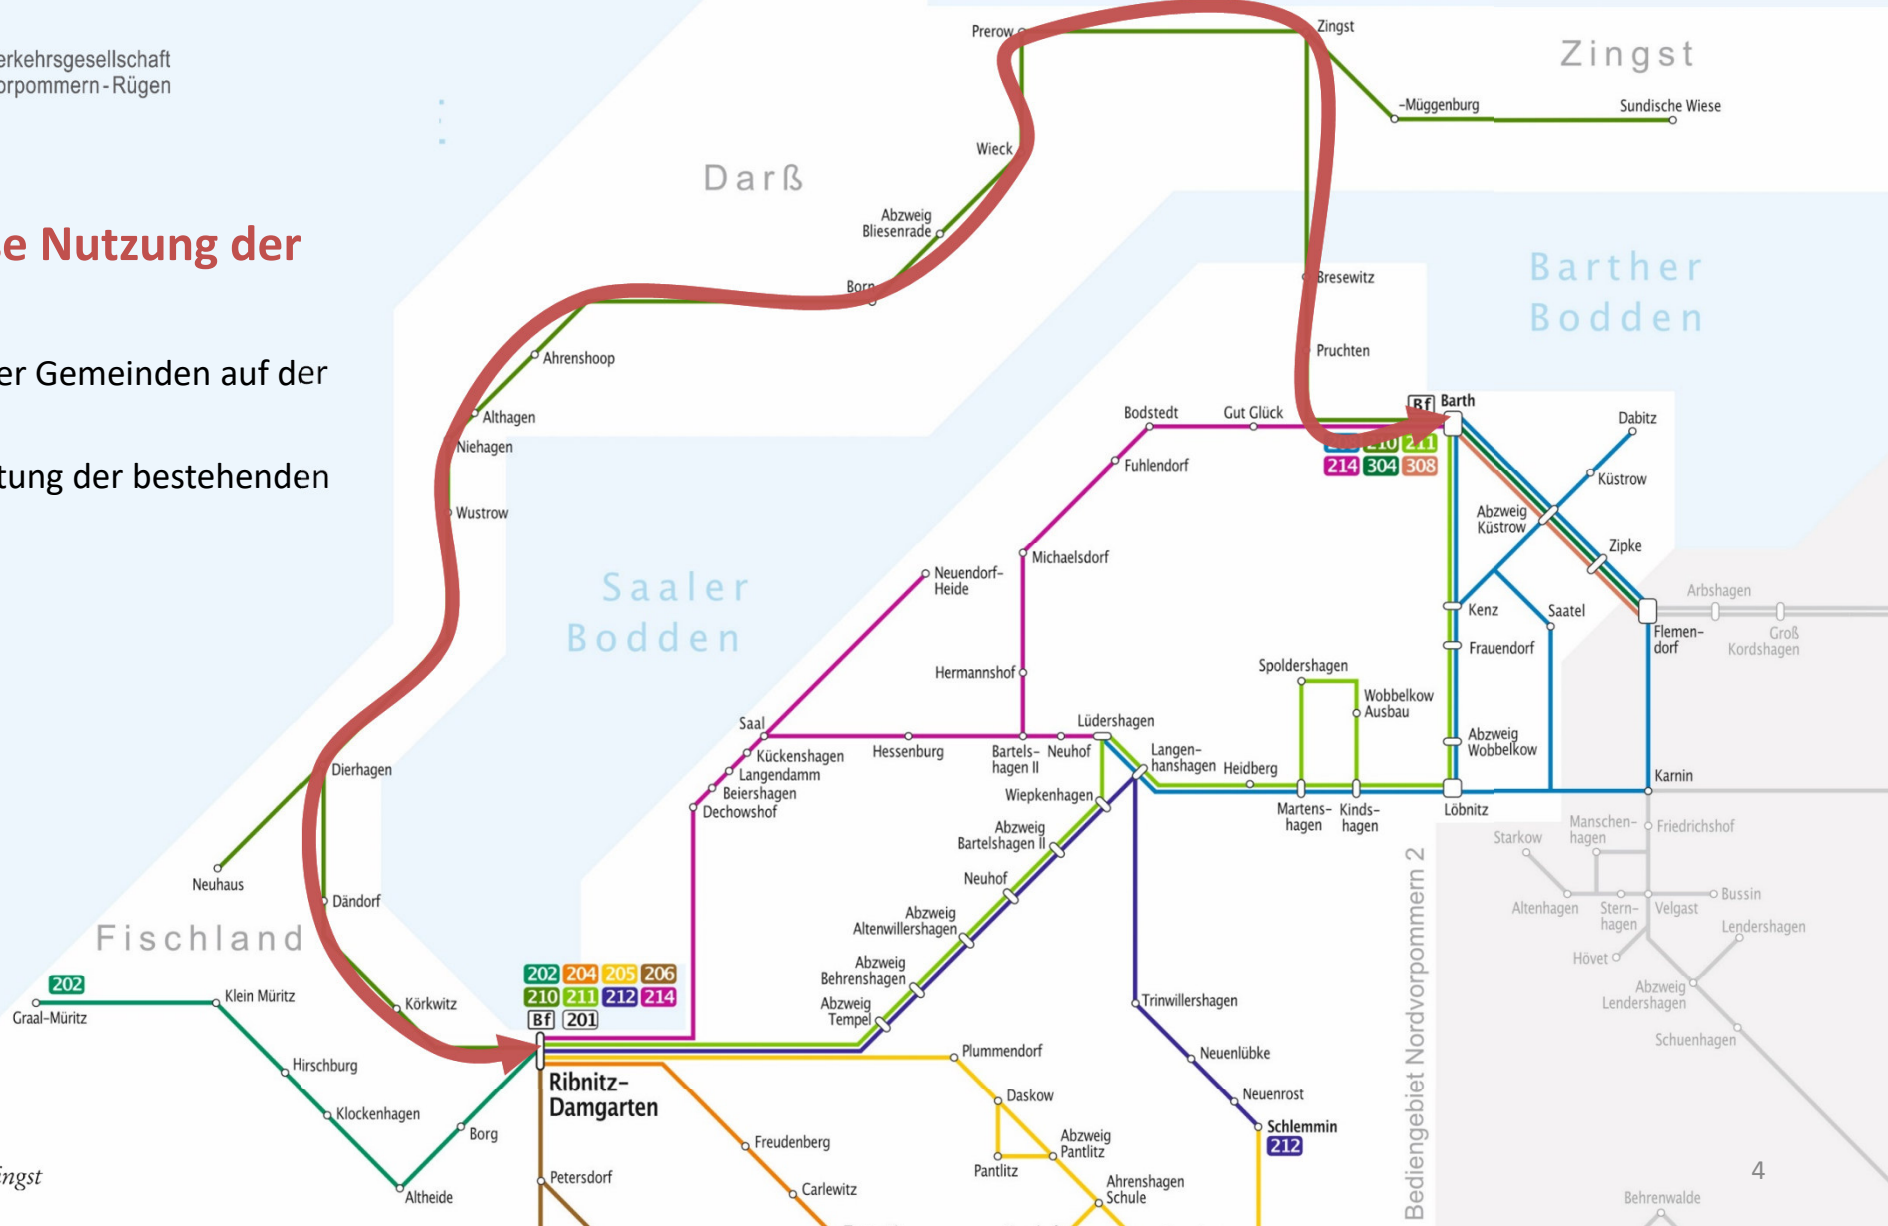 erkehrsgesellschaft
orpommern-Rügen
se Nutzung der
er Gemeinden auf der
tung der bestehenden
Prerow
Zingst
Zingst
-Müggenburg
Sundische Wiese
Wieck
Darß
Abzweig
Bliesenrade
Born
Bresewitz
Barther
Bodden
Pruchten
Ahrenshoop
Althagen
Niehagen
Wustrow
Bodstedt
Gut Glück
Bf Barth
210 211
214 304 308
Dabitz
Fuhlendorf
Küstrow
Abzweig
Küstrow
Zipke
Michaelsdorf
Neuendorf-
Heide
Saaler
Bodden
Arbshagen
Kenz
Saatel
Flemen-
dorf
Groß
Kordshagen
Frauendorf
Hermannshof
Spoldershagen
Wobbelkow
Ausbau
Saal
Lüdershagen
Kückenshagen
Hessenburg
Bartels-
hagen II
Neuhof
Langen-
hanshagen
Heidberg
Abzweig
Wobbelkow
Langendamm
Beiershagen
Dechowshof
Wiepkenhagen
Martens-
hagen
Kinds-
hagen
Löbnitz
Karnin
Dierhagen
Abzweig
Bartelshagen II
Manschen-
hagen
Friedrichshof
Starkow
Neuhaus
Neuhof
Dändorf
Abzweig
Altenwillershagen
Altenhagen
Stern-
hagen
Velgast
Bussin
Lendershagen
Fischland
Hövet
Abzweig
Behrenshagen
202 204 205 206
210 211 212 214
Bf 201
Abzweig
Tempel
Abzweig
Lendershagen
202
Graal-Müritz
Klein Müritz
Körkwitz
Trinwillershagen
Schuenhagen
Hirschburg
Ribnitz-
Damgarten
Plummendorf
Neuenlübke
Klockenhagen
Daskow
Neuenrost
Borg
Freudenberg
Abzweig
Pantlitz
Schlemmin
212
Pantlitz
ingst
Petersdorf
Altheide
Carlewitz
Ahrenshagen
Schule
Bediengebiet Nordvorpommern 2
4
Behrenwalde